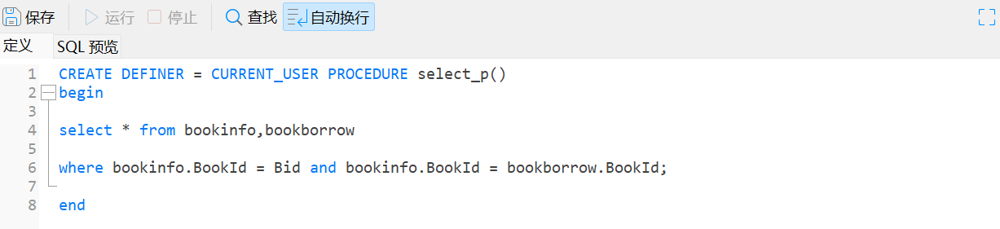 保存 运行 停止 查找 自动换行
定义 SQL 预览
1 CREATE DEFINER = CURRENT_USER PROCEDURE select_p()
2 begin
3
4 select * from bookinfo,bookborrow
5
6 where bookinfo.BookId = Bid and bookinfo.BookId = bookborrow.BookId;
7
8 end